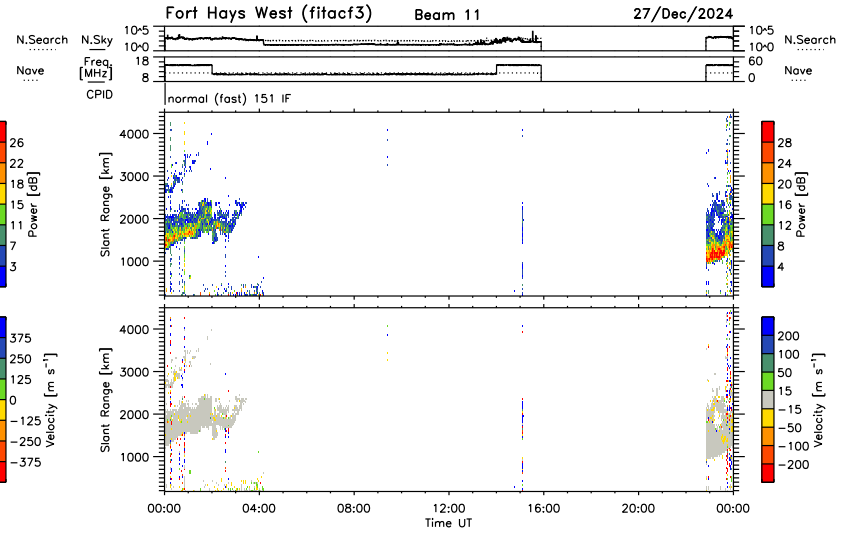 Fort Hays West (fitacf3) Beam 11 27/Dec/2024
N.Search N.Sky 10^5 10^0 10^5 10^0 N.Search
Nave Freq. [MHz] 18 8 60 0 Nave
CPID normal (fast) 151 IF
26 22 18 15 11 7 3
Power [dB]
4000 3000 2000 1000
Slant Range [km]
28 24 20 16 12 8 4
Power [dB]
375 250 125 0 -125 -250 -375
Velocity [m s⁻¹]
4000 3000 2000 1000
Slant Range [km]
200 100 50 15 -15 -50 -100 -200
Velocity [m s⁻¹]
00:00 04:00 08:00 12:00 16:00 20:00 00:00
Time UT